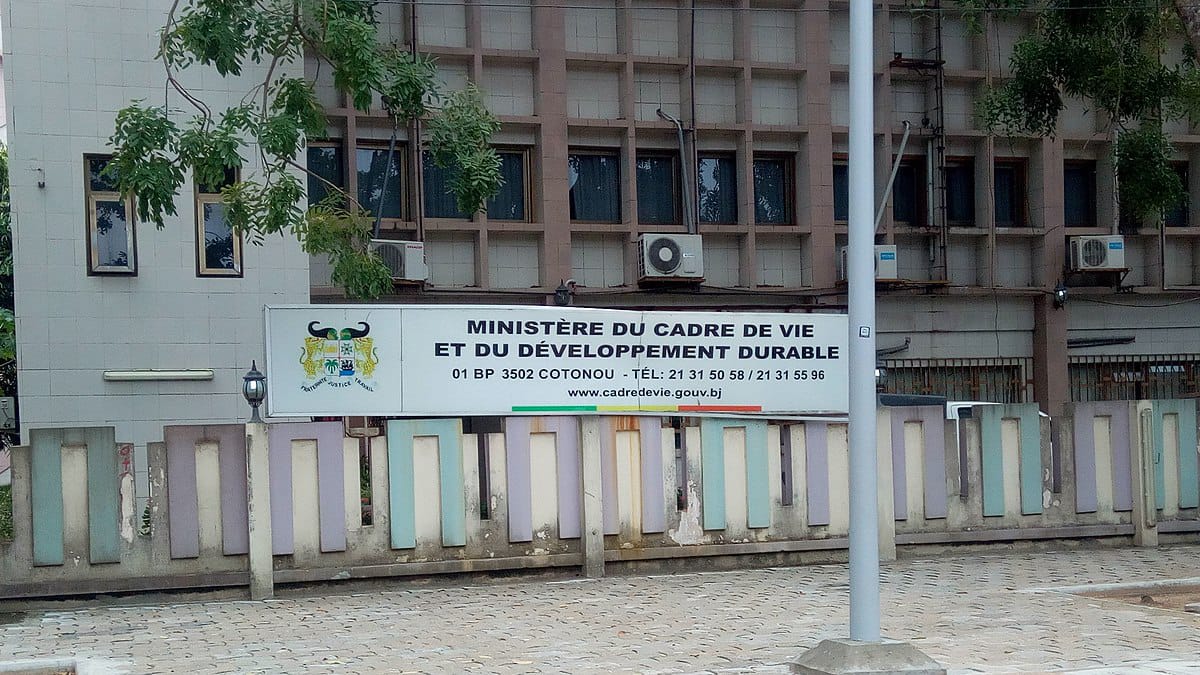 MINISTÈRE DU CADRE DE VIE
ET DU DÉVELOPPEMENT DURABLE
01 BP 3502 COTONOU - TÉL: 21 31 50 58 / 21 31 55 96
www.cadredevie.gouv.bj
FRATERNITÉ JUSTICE TRAVAIL